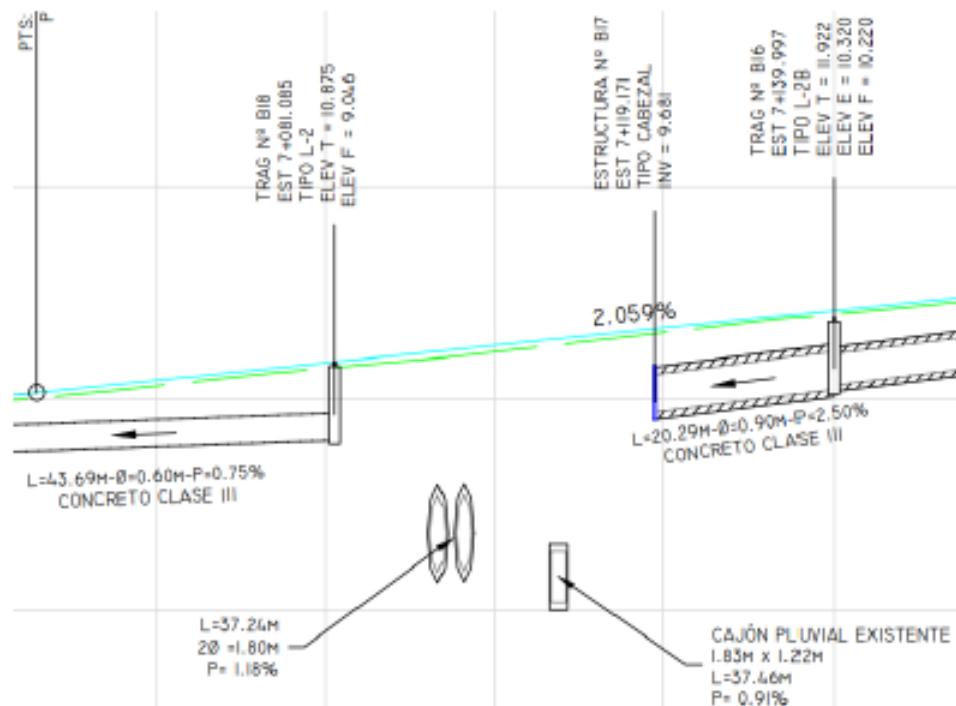 PTS:
P
TRAG Nº B18
EST 7+081.085
TIPO L-2
ELEV T = 10.875
ELEV F = 9.046
ESTRUCTURA Nº B17
EST 7+119.171
TIPO CABEZAL
INV = 9.681
TRAG Nº B16
EST 7+139.997
TIPO L-2B
ELEV T = 11.922
ELEV E = 10.320
ELEV F = 10.220
2.059%
L=43.69M-Ø=0.60M-P=0.75%
CONCRETO CLASE III
L=20.29M-Ø=0.90M-P=2.50%
CONCRETO CLASE III
L=37.24M
2Ø =1.80M
P= 1.18%
CAJÓN PLUVIAL EXISTENTE
1.83M x 1.22M
L=37.46M
P= 0.91%